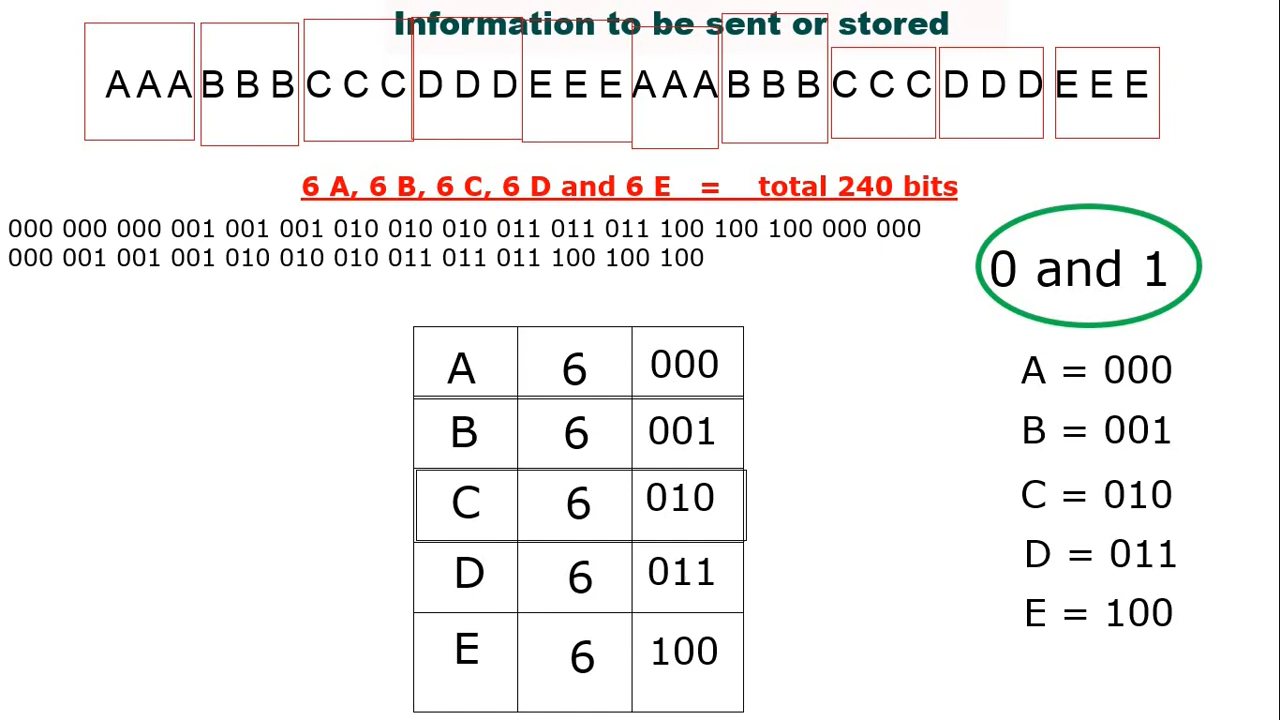 Information to be sent or stored
A A A B B B C C C D D D E E E A A A B B B C C C D D D E E E
6 A, 6 B, 6 C, 6 D and 6 E = total 240 bits
000 000 000 001 001 001 010 010 010 011 011 011 100 100 100 000 000
000 001 001 001 010 010 010 011 011 011 100 100 100
0 and 1
A 6 000
B 6 001
C 6 010
D 6 011
E 6 100
A = 000
B = 001
C = 010
D = 011
E = 100